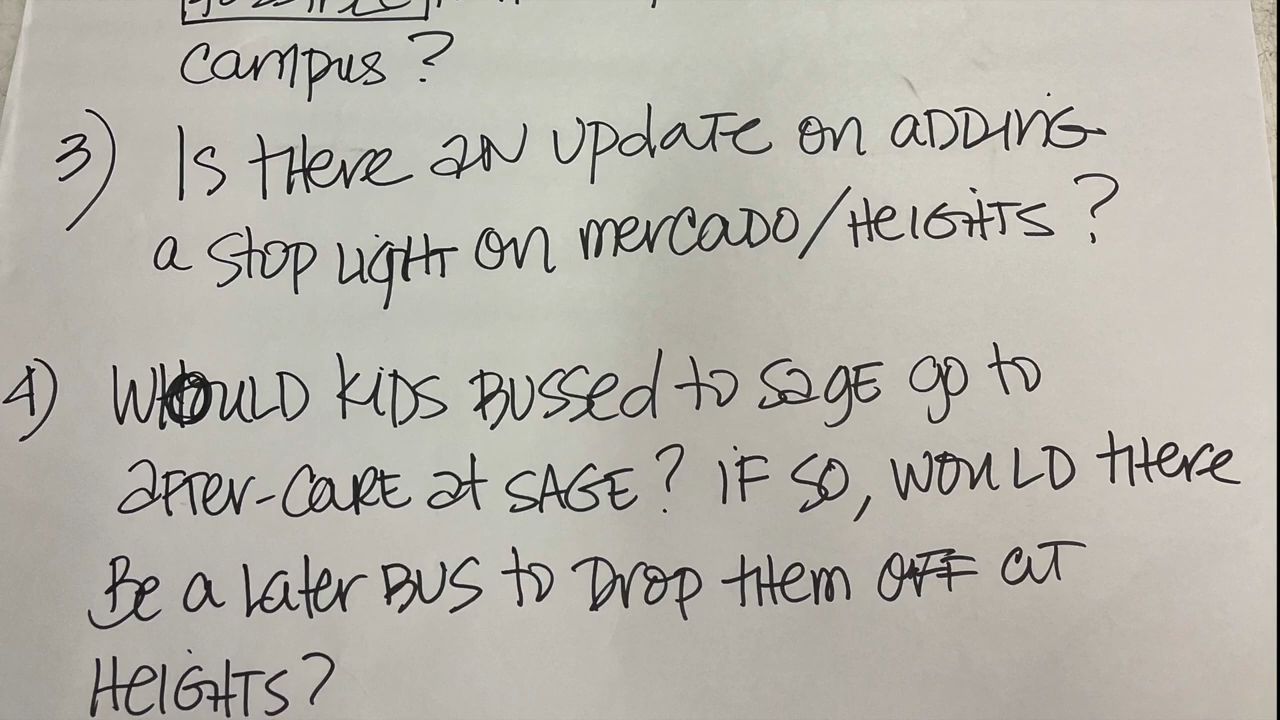 campus?
3) Is there an update on adding
a stop light on mercado/Heights?
4) Would kids bussed to sage go to
after-care at SAGE? if so, would there
Be a later Bus to Drop them off at
Heights?